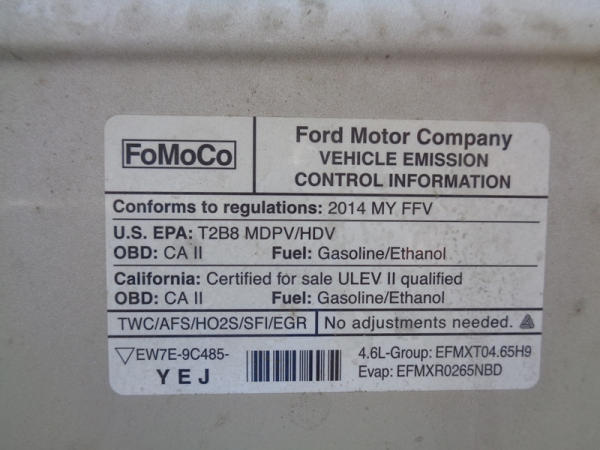 FoMoCo
Ford Motor Company
VEHICLE EMISSION
CONTROL INFORMATION
Conforms to regulations: 2014 MY FFV
U.S. EPA: T2B8 MDPV/HDV
OBD: CA II Fuel: Gasoline/Ethanol
California: Certified for sale ULEV II qualified
OBD: CA II Fuel: Gasoline/Ethanol
TWC/AFS/HO2S/SFI/EGR No adjustments needed.
EW7E-9C485-
YEJ
4.6L-Group: EFMXT04.65H9
Evap: EFMXR0265NBD